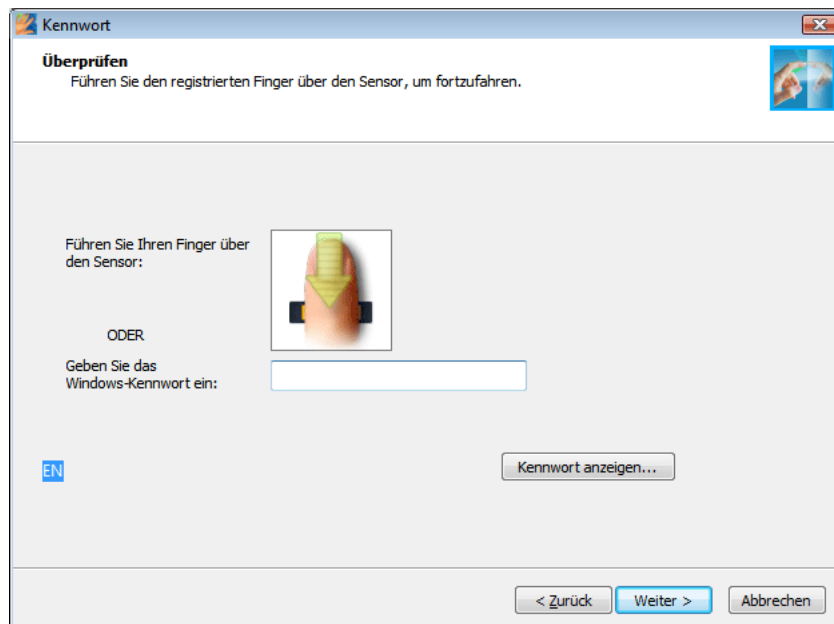 Kennwort
Überprüfen
Führen Sie den registrierten Finger über den Sensor, um fortzufahren.
Führen Sie Ihren Finger über
den Sensor:
ODER
Geben Sie das
Windows-Kennwort ein:
EN
Kennwort anzeigen...
< Zurück
Weiter >
Abbrechen